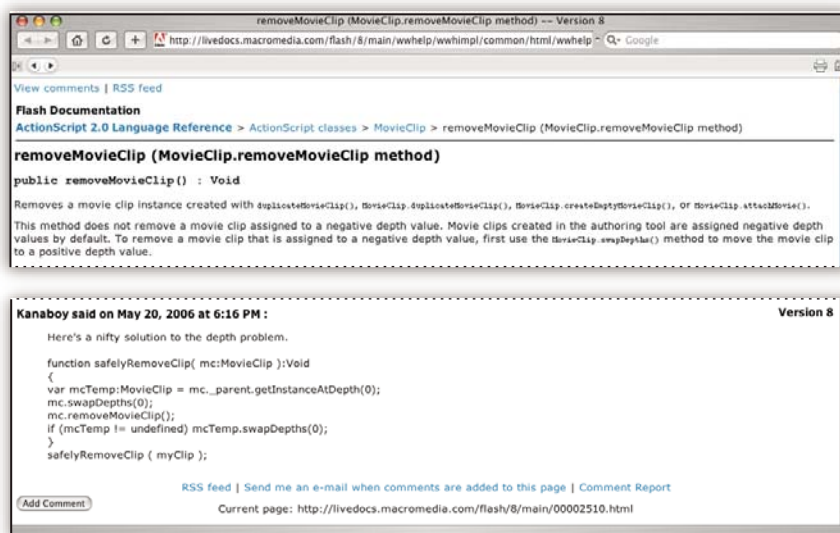 removeMovieClip (MovieClip.removeMovieClip method) -- Version 8
http://livedocs.macromedia.com/flash/8/main/wwhelp/wwhimpl/common/html/wwhelp
Google
View comments | RSS feed
Flash Documentation
ActionScript 2.0 Language Reference > ActionScript classes > MovieClip > removeMovieClip (MovieClip.removeMovieClip method)
removeMovieClip (MovieClip.removeMovieClip method)
public removeMovieClip() : Void
Removes a movie clip instance created with duplicateMovieClip(), MovieClip.duplicateMovieClip(), MovieClip.createEmptyMovieClip(), or MovieClip.attachMovie().
This method does not remove a movie clip assigned to a negative depth value. Movie clips created in the authoring tool are assigned negative depth
values by default. To remove a movie clip that is assigned to a negative depth value, first use the MovieClip.swapDepths() method to move the movie clip
to a positive depth value.
Kanaboy said on May 20, 2006 at 6:16 PM :
Version 8
Here's a nifty solution to the depth problem.
function safelyRemoveClip( mc:MovieClip ):Void
{
var mcTemp:MovieClip = mc._parent.getInstanceAtDepth(0);
mc.swapDepths(0);
mc.removeMovieClip();
if (mcTemp != undefined) mcTemp.swapDepths(0);
}
safelyRemoveClip ( myClip );
RSS feed | Send me an e-mail when comments are added to this page | Comment Report
Add Comment
Current page: http://livedocs.macromedia.com/flash/8/main/00002510.html